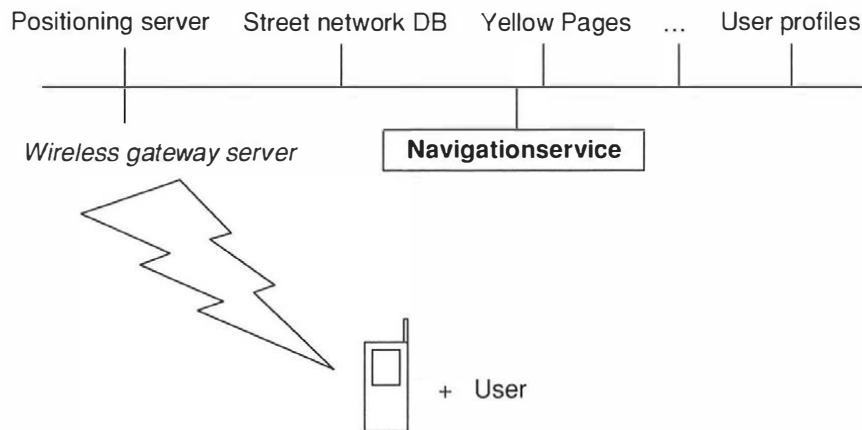 Positioning server Street network DB Yellow Pages ... User profiles
Wireless gateway server Navigationservice
+ User